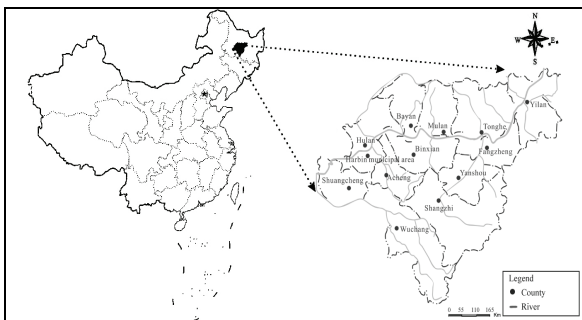 N
W E
S
Yilan
Bayan
Mulan
Tonghe
Hulan
Fangzheng
Binxian
Harbin municipal area
Acheng
Yanshou
Shuangcheng
Shangzhi
Wuchang
Legend
County
River
0 55 110 165
Km